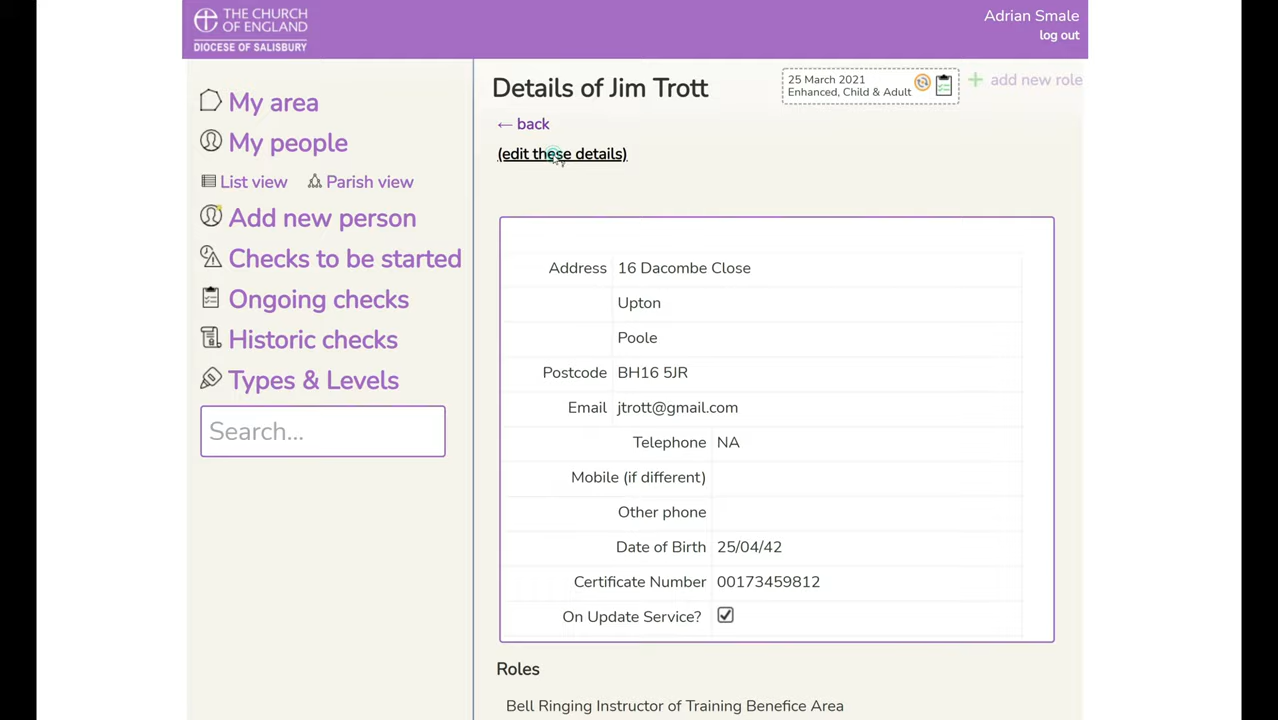 THE CHURCH
OF ENGLAND
DIOCESE OF SALISBURY
Adrian Smale
log out
My area
My people
List view
Parish view
Add new person
Checks to be started
Ongoing checks
Historic checks
Types & Levels
Search...
Details of Jim Trott
25 March 2021
Enhanced, Child & Adult
+ add new role
← back
(edit these details)
Address 16 Dacombe Close
Upton
Poole
Postcode BH16 5JR
Email jtrott@gmail.com
Telephone NA
Mobile (if different)
Other phone
Date of Birth 25/04/42
Certificate Number 00173459812
On Update Service?
Roles
Bell Ringing Instructor of Training Benefice Area